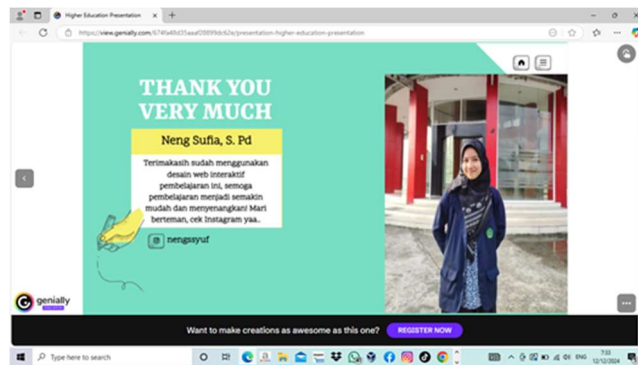 Higher Education Presentation
https://view.genially.com/674fa48d35aaaf08899dc62e/presentation-higher-education-presentation
THANK YOU
VERY MUCH
Neng Sufia, S. Pd
Terimakasih sudah menggunakan
desain web interaktif
pembelajaran ini, semoga
pembelajaran menjadi semakin
mudah dan menyenangkan! Mari
berteman, cek Instagram yaa..
nengssyuf
genially
Want to make creations as awesome as this one?
REGISTER NOW
Type here to search
ENG
7:33
12/12/2024